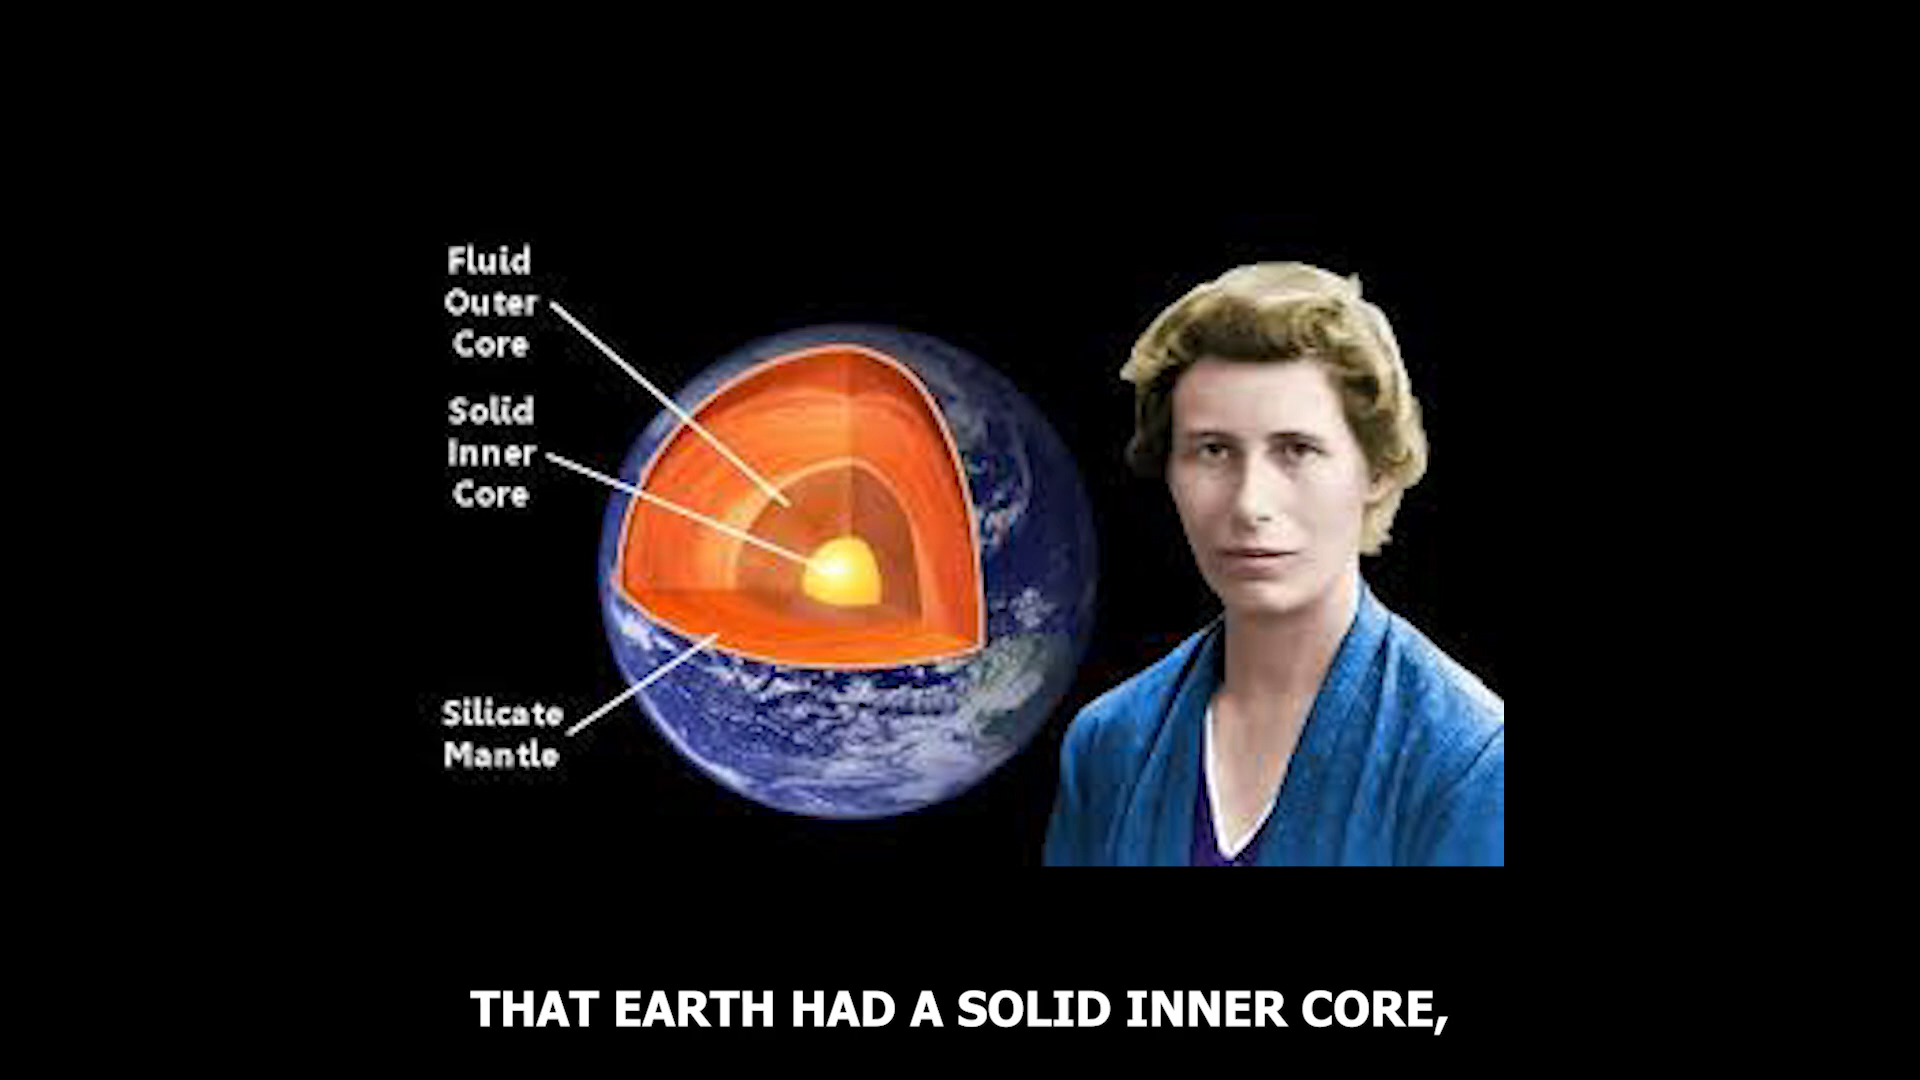 Fluid
Outer
Core
Solid
Inner
Core
Silicate
Mantle
THAT EARTH HAD A SOLID INNER CORE,